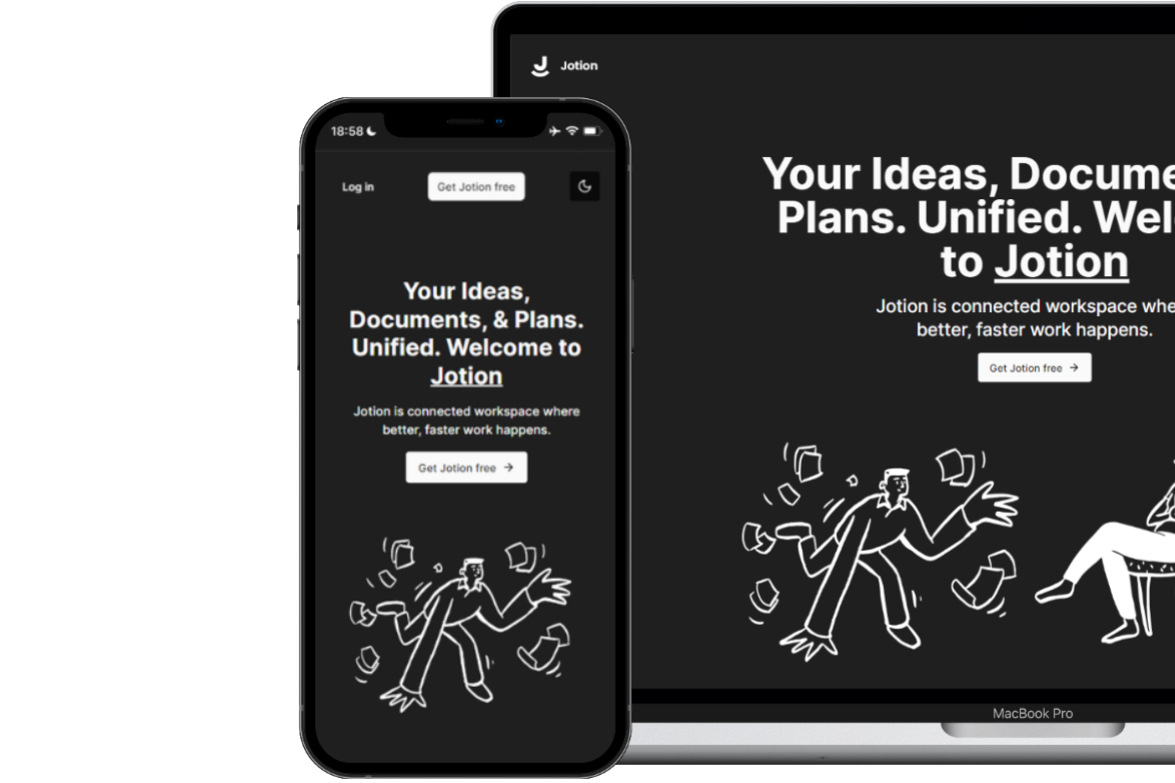 18:58
Log in
Get Jotion free
Your Ideas,
Documents, & Plans.
Unified. Welcome to
Jotion
Jotion is connected workspace where
better, faster work happens.
Get Jotion free
Jotion
Your Ideas, Docume
Plans. Unified. Wel
to Jotion
Jotion is connected workspace whe
better, faster work happens.
Get Jotion free
MacBook Pro